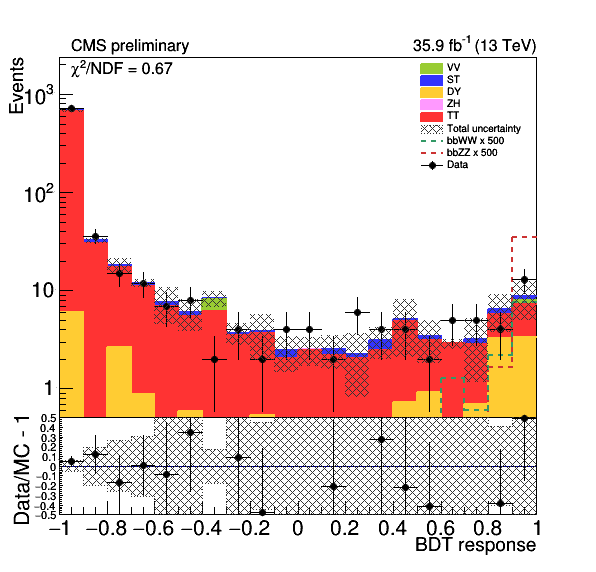 CMS preliminary 35.9 fb⁻¹ (13 TeV)
χ²/NDF = 0.67
Events
10³
10²
10
1
VV
ST
DY
ZH
TT
Total uncertainty
bbWW x 500
bbZZ x 500
Data
Data/MC - 1
0.5
0.4
0.3
0.2
0.1
0
−0.1
−0.2
−0.3
−0.4
−0.5
−1 −0.8 −0.6 −0.4 −0.2 0 0.2 0.4 0.6 0.8 1
BDT response